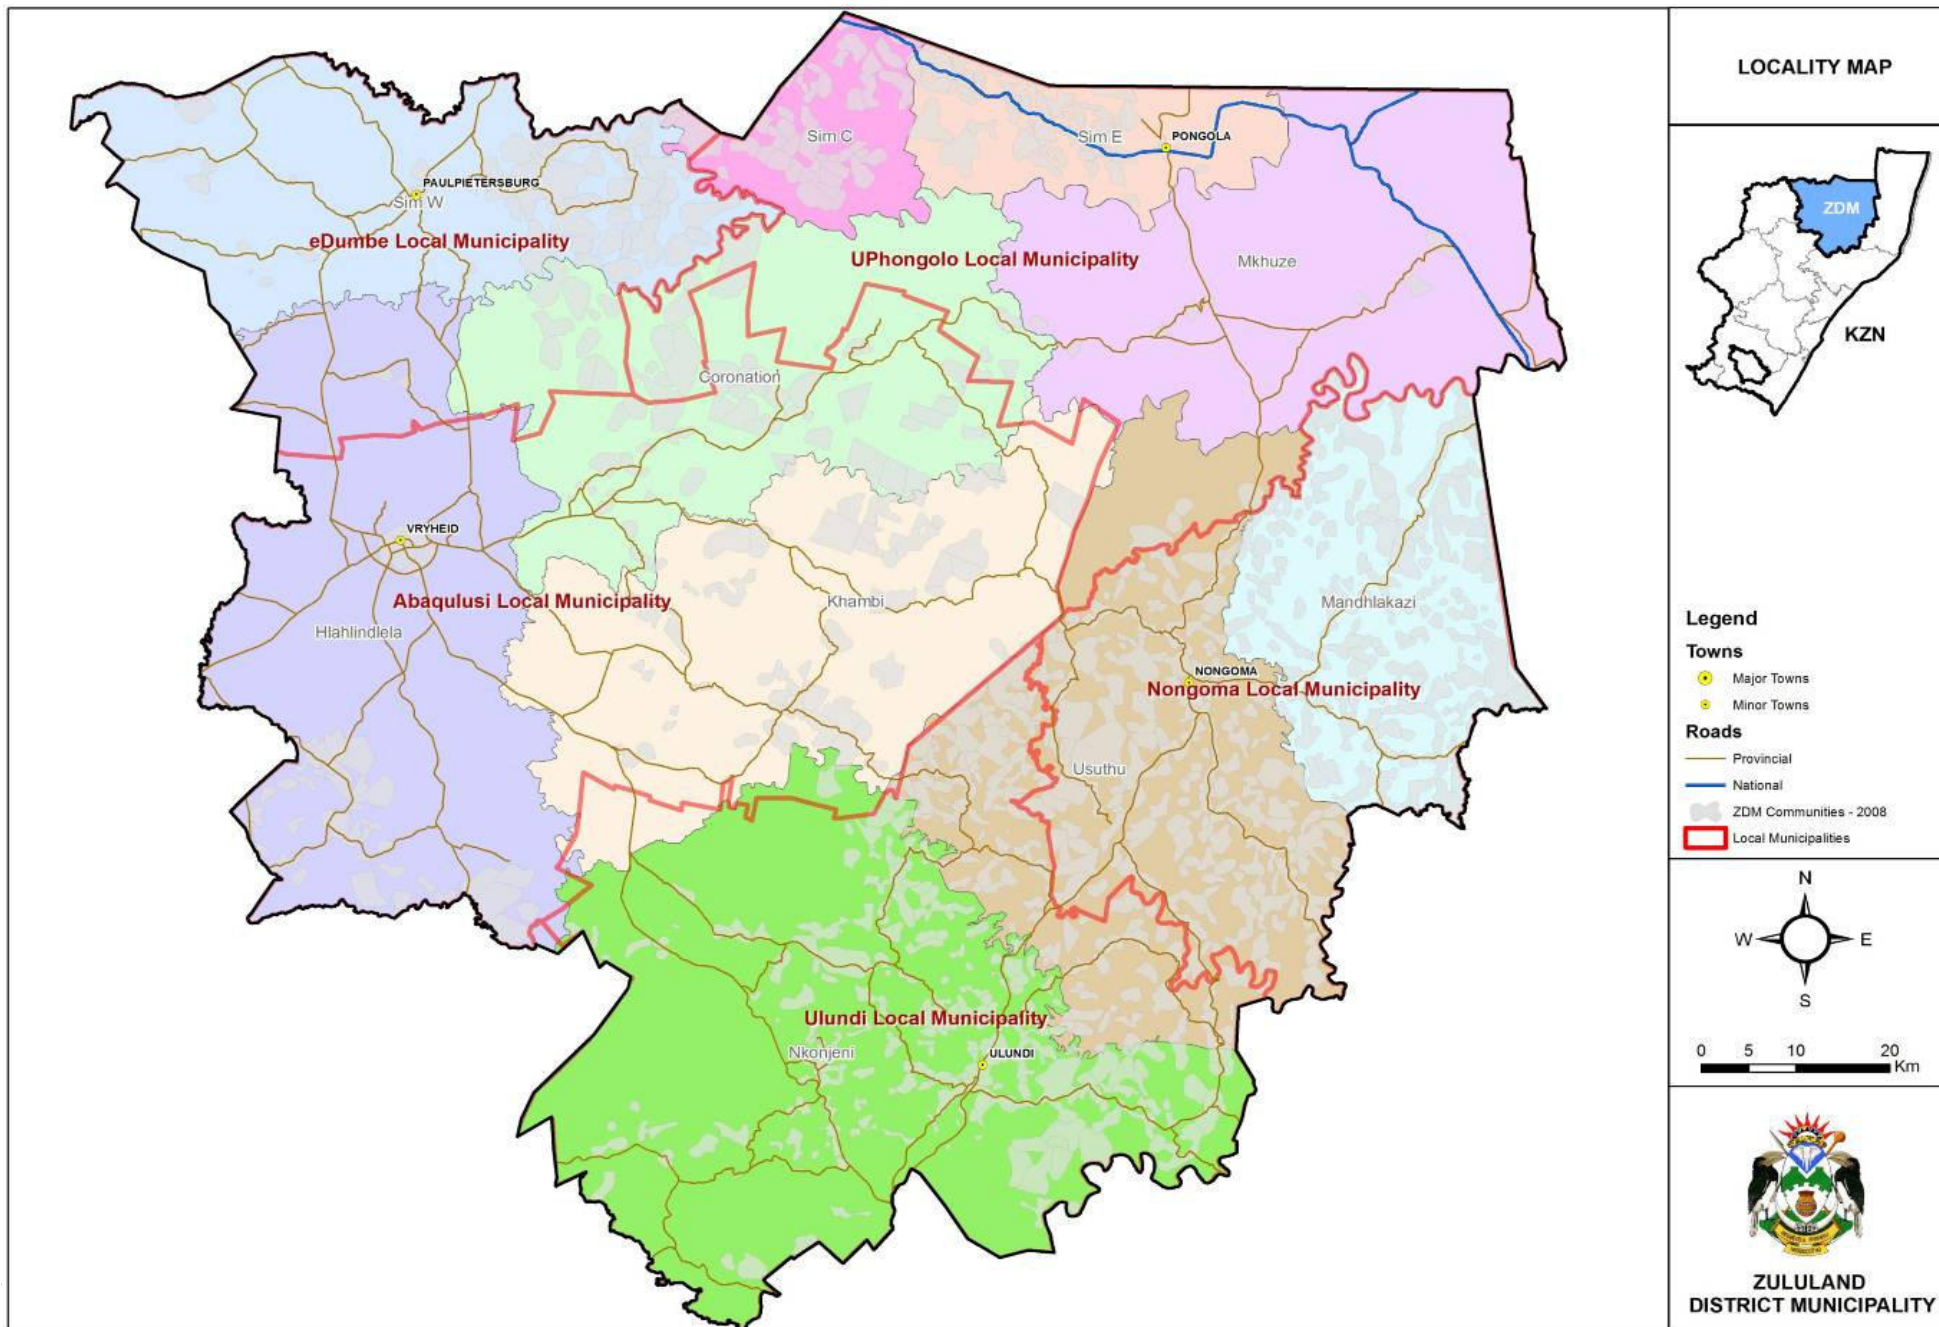 LOCALITY MAP
Sim C
Sim E
PONGOLA
PAULPIETERSBURG
Sim W
eDumbe Local Municipality
UPhongolo Local Municipality
Mkhuze
Coronation
VRYHEID
Abaqulusi Local Municipality
Khambi
Mandhlakazi
Hlahlindlela
NONGOMA
Nongoma Local Municipality
Usuthu
Ulundi Local Municipality
Nkonjeni
ULUNDI
ZDM
KZN
Legend
Towns
Major Towns
Minor Towns
Roads
Provincial
National
ZDM Communities - 2008
Local Municipalities
N
W E
S
0 5 10 20
Km
ZULULAND
DISTRICT MUNICIPALITY